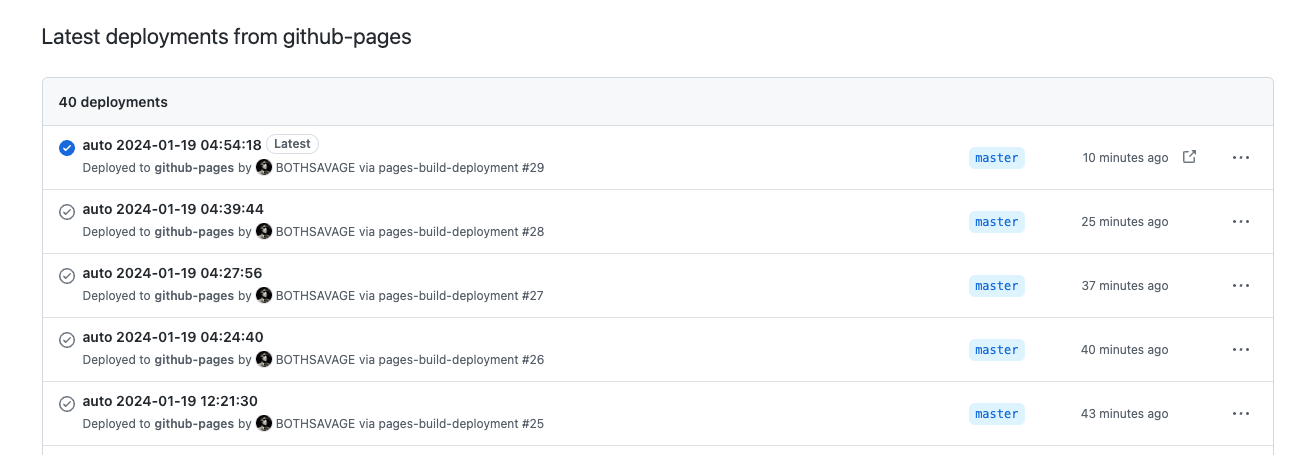 Latest deployments from github-pages
40 deployments
auto 2024-01-19 04:54:18 Latest
Deployed to github-pages by BOTHSAVAGE via pages-build-deployment #29
master
10 minutes ago
auto 2024-01-19 04:39:44
Deployed to github-pages by BOTHSAVAGE via pages-build-deployment #28
master
25 minutes ago
auto 2024-01-19 04:27:56
Deployed to github-pages by BOTHSAVAGE via pages-build-deployment #27
master
37 minutes ago
auto 2024-01-19 04:24:40
Deployed to github-pages by BOTHSAVAGE via pages-build-deployment #26
master
40 minutes ago
auto 2024-01-19 12:21:30
Deployed to github-pages by BOTHSAVAGE via pages-build-deployment #25
master
43 minutes ago